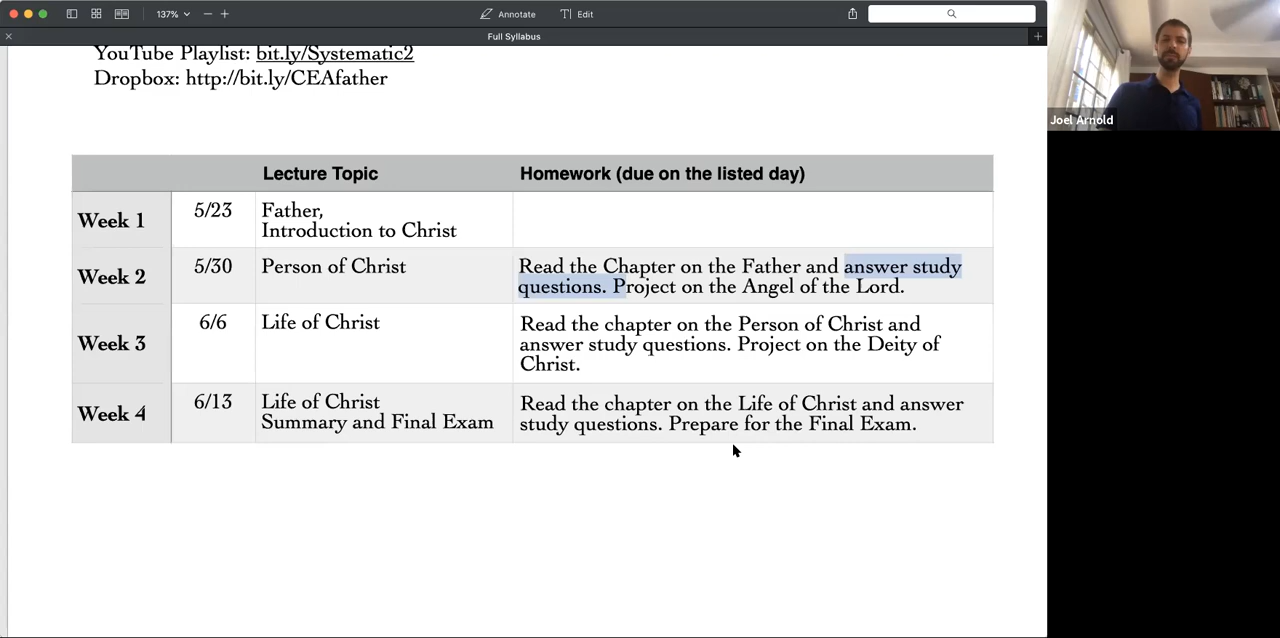 137%
Annotate
Edit
Full Syllabus
YouTube Playlist: bit.ly/Systematic2
Dropbox: http://bit.ly/CEAfather
Joel Arnold
Lecture Topic
Homework (due on the listed day)
Week 1
5/23
Father,
Introduction to Christ
Week 2
5/30
Person of Christ
Read the Chapter on the Father and answer study
questions. Project on the Angel of the Lord.
Week 3
6/6
Life of Christ
Read the chapter on the Person of Christ and
answer study questions. Project on the Deity of
Christ.
Week 4
6/13
Life of Christ
Summary and Final Exam
Read the chapter on the Life of Christ and answer
study questions. Prepare for the Final Exam.